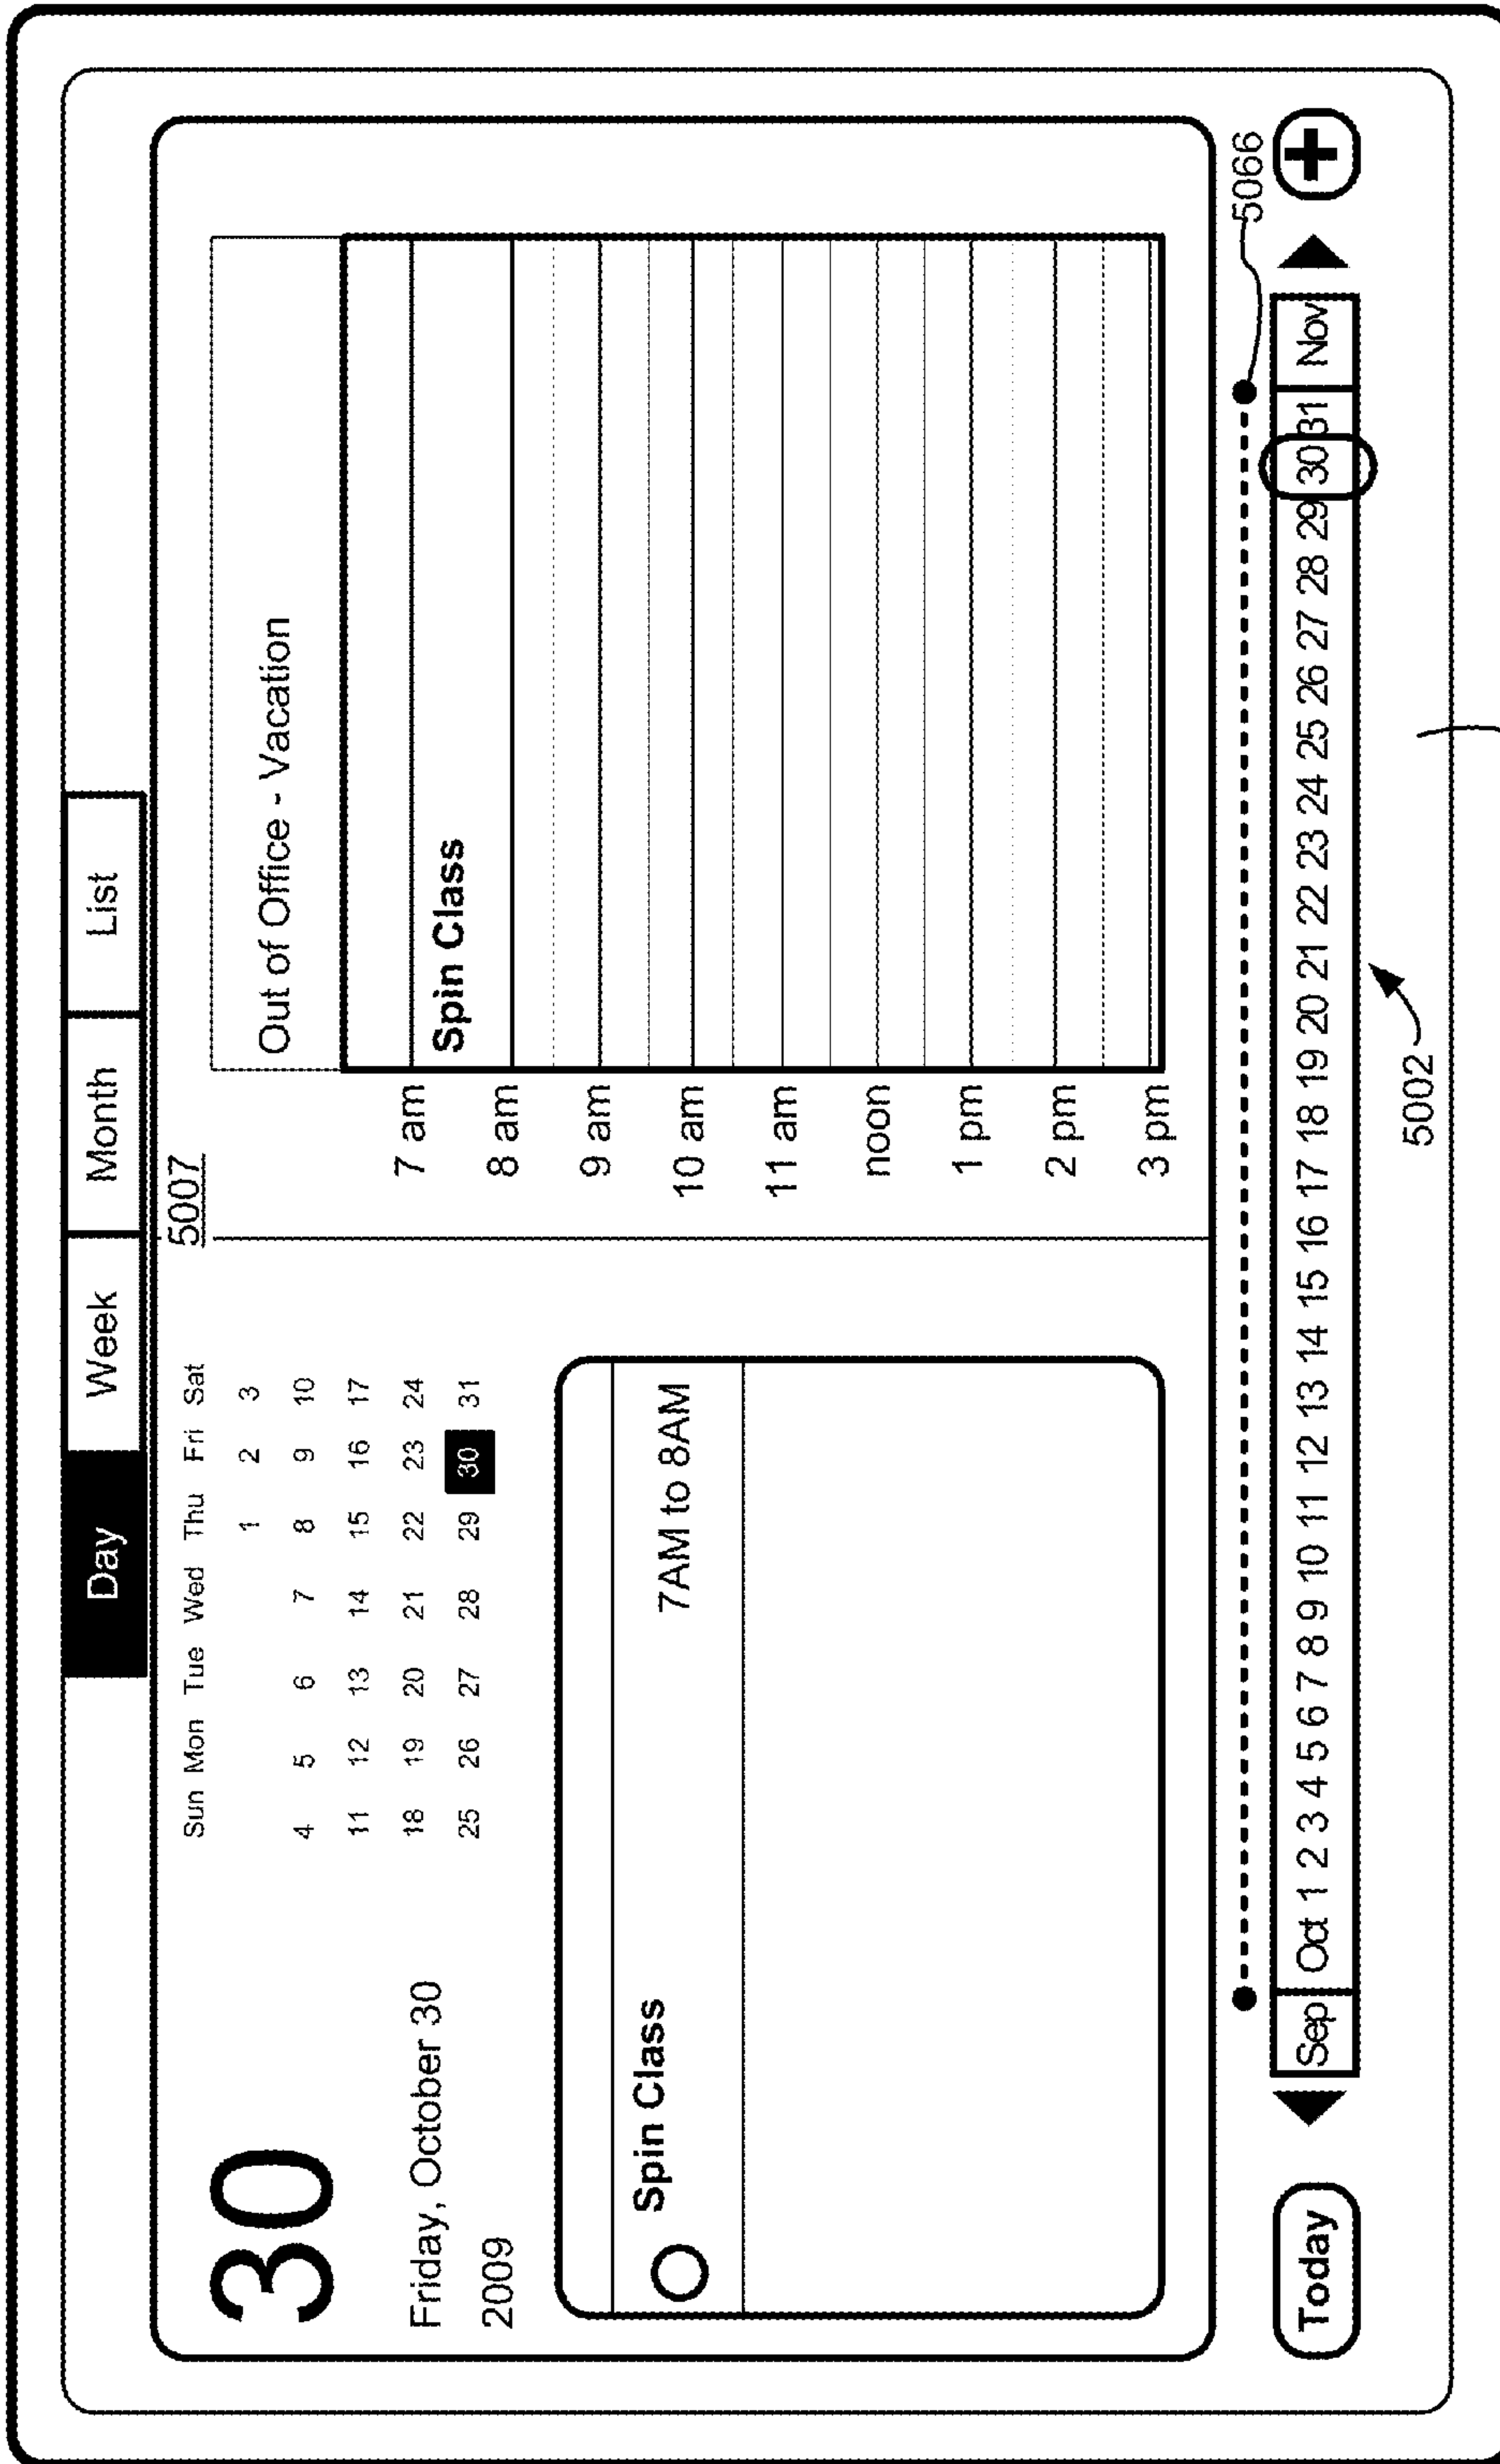 Day Week Month List
5007
30
Friday, October 30
2009
Sun Mon Tue Wed Thu Fri Sat
1 2 3
4 5 6 7 8 9 10
11 12 13 14 15 16 17
18 19 20 21 22 23 24
25 26 27 28 29 30 31
Spin Class
7AM to 8AM
Out of Office - Vacation
7 am
Spin Class
8 am
9 am
10 am
11 am
noon
1 pm
2 pm
3 pm
5066
Today Sep Oct 1 2 3 4 5 6 7 8 9 10 11 12 13 14 15 16 17 18 19 20 21 22 23 24 25 26 27 28 29 30 31 Nov +
5002